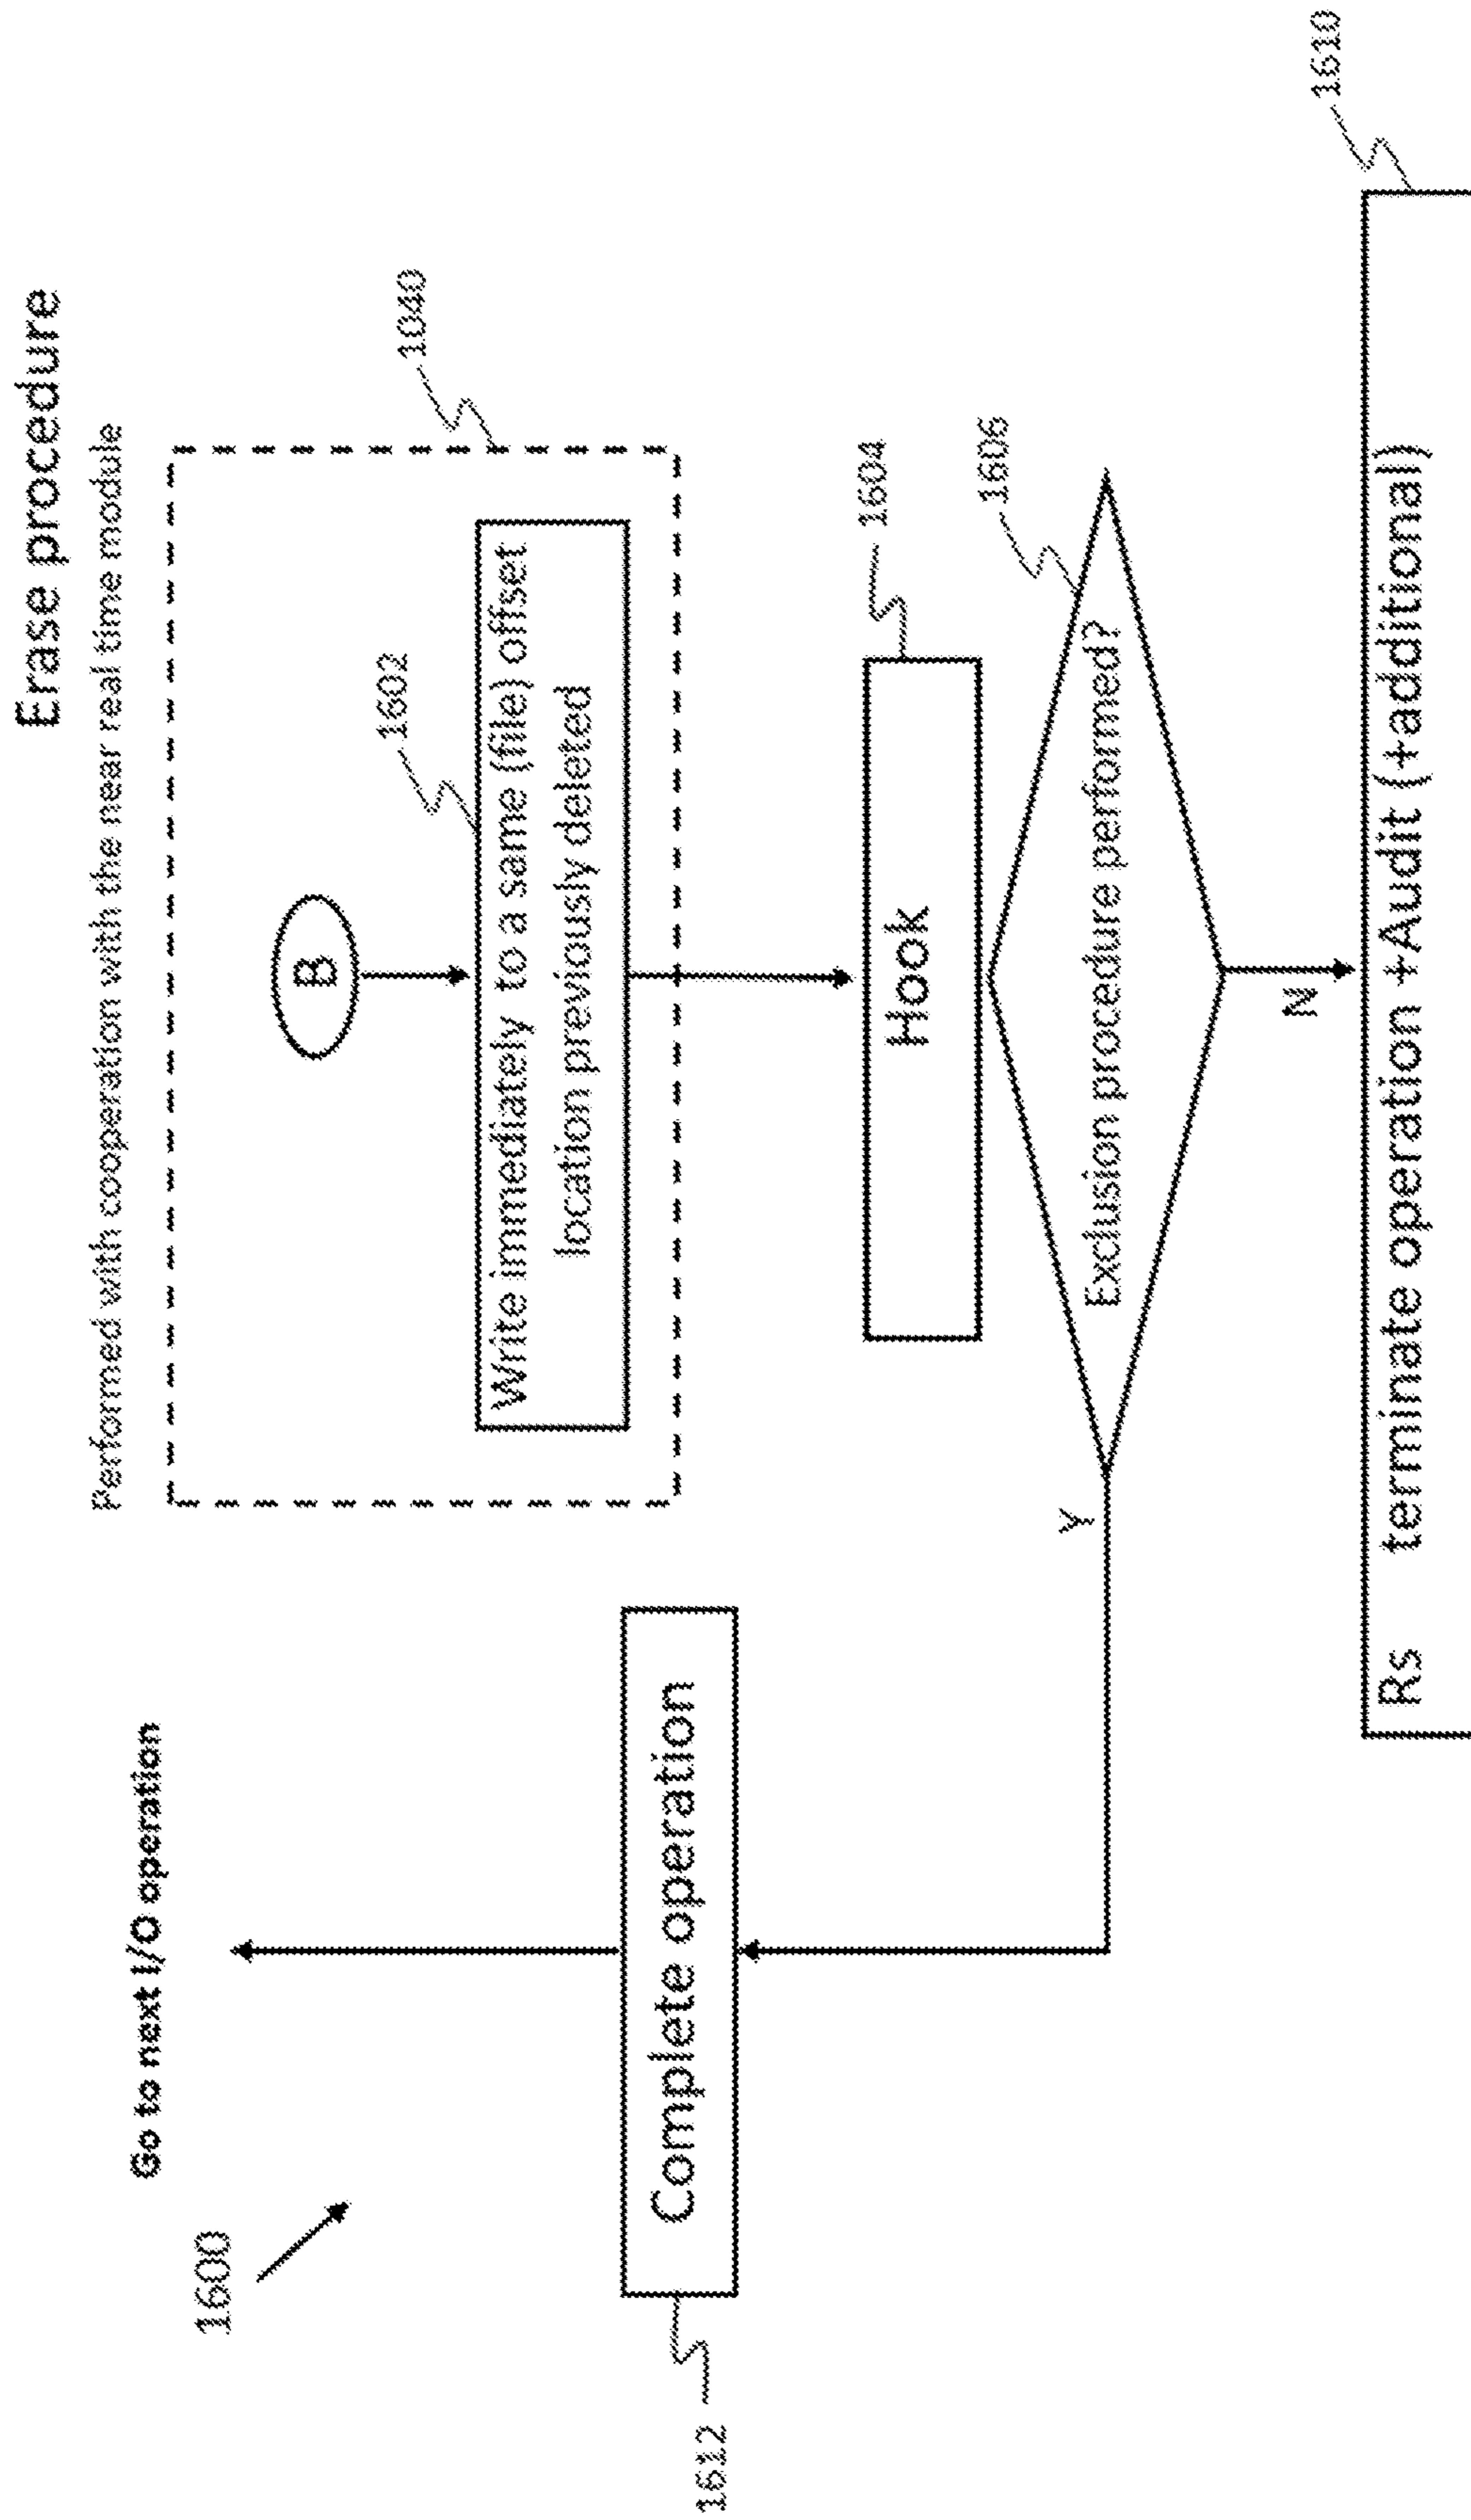 Erase procedure
Performed with cooperation with the near real time module
Go to next I/O operation
1600
1040
B
1602
Write immediately to a same (file) offset
location previously deleted
Complete operation
1612
1604
Hook
1606
Exclusion procedure performed?
Y
N
1610
Rs terminate operation +Audit (+additional)